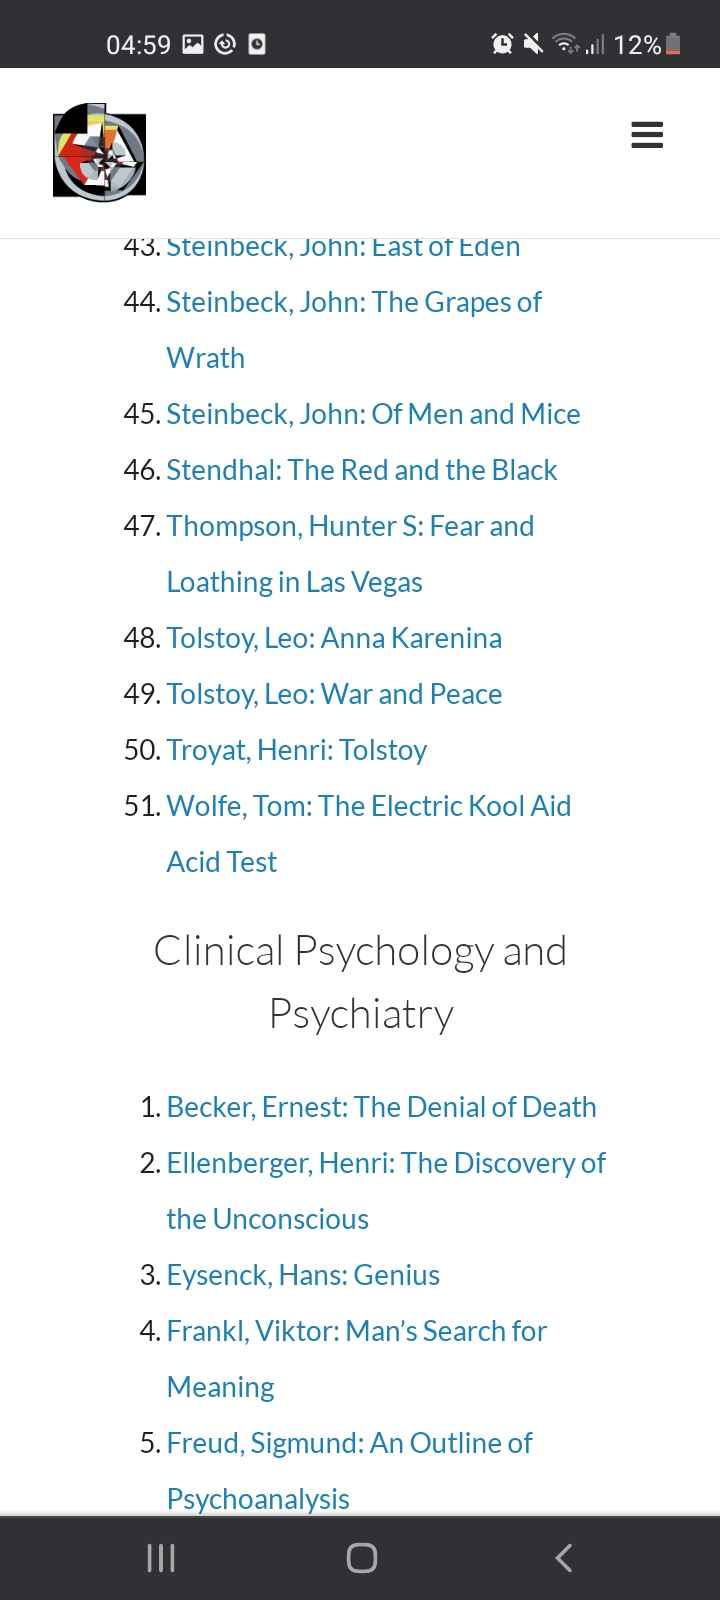 04:59 12%
43. Steinbeck, John: East of Eden
44. Steinbeck, John: The Grapes of
Wrath
45. Steinbeck, John: Of Men and Mice
46. Stendhal: The Red and the Black
47. Thompson, Hunter S: Fear and
Loathing in Las Vegas
48. Tolstoy, Leo: Anna Karenina
49. Tolstoy, Leo: War and Peace
50. Troyat, Henri: Tolstoy
51. Wolfe, Tom: The Electric Kool Aid
Acid Test
Clinical Psychology and
Psychiatry
1. Becker, Ernest: The Denial of Death
2. Ellenberger, Henri: The Discovery of
the Unconscious
3. Eysenck, Hans: Genius
4. Frankl, Viktor: Man’s Search for
Meaning
5. Freud, Sigmund: An Outline of
Psychoanalysis